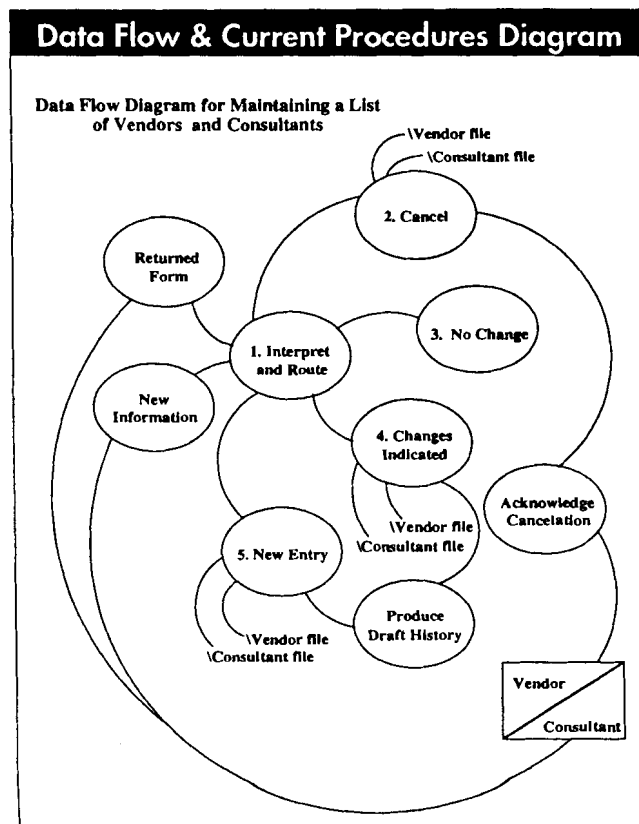 Data Flow & Current Procedures Diagram
Data Flow Diagram for Maintaining a List
of Vendors and Consultants
\Vendor file
\Consultant file
2. Cancel
Returned
Form
3. No Change
1. Interpret
and Route
New
Information
4. Changes
Indicated
Acknowledge
Cancelation
\Vendor file
\Consultant file
5. New Entry
Produce
Draft History
\Vendor file
\Consultant file
Vendor
Consultant